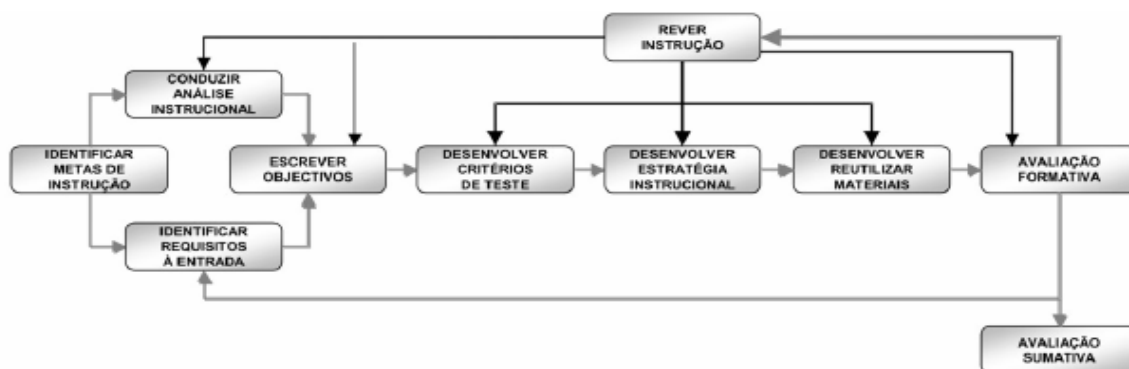 REVER
INSTRUÇÃO
CONDUZIR
ANÁLISE
INSTRUCIONAL
IDENTIFICAR
METAS DE
INSTRUÇÃO
ESCREVER
OBJECTIVOS
DESENVOLVER
CRITÉRIOS
DE TESTE
DESENVOLVER
ESTRATÉGIA
INSTRUCIONAL
DESENVOLVER
REUTILIZAR
MATERIAIS
AVALIAÇÃO
FORMATIVA
IDENTIFICAR
REQUISITOS
À ENTRADA
AVALIAÇÃO
SUMATIVA